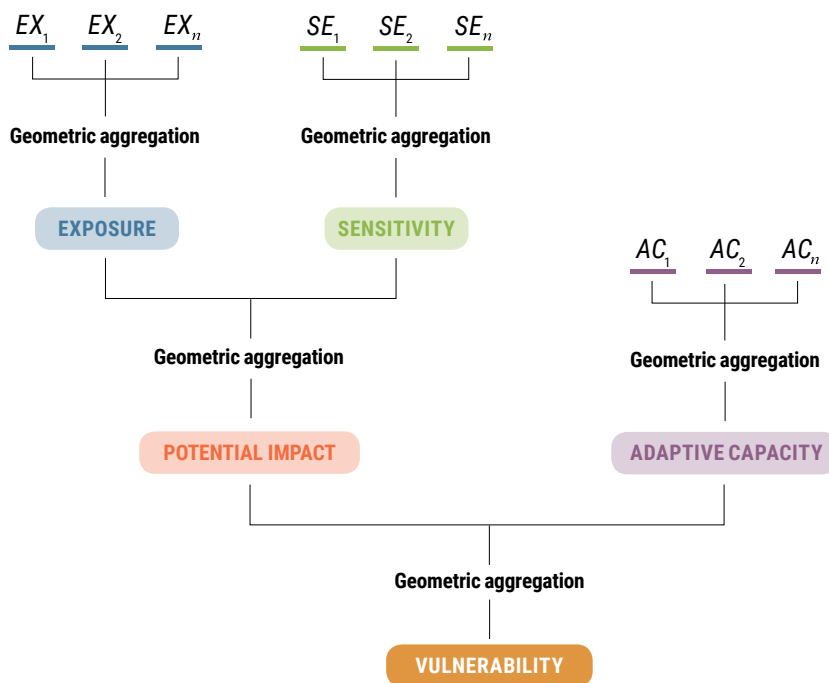 EX₁ EX₂ EXₙ SE₁ SE₂ SEₙ
Geometric aggregation Geometric aggregation
EXPOSURE SENSITIVITY
AC₁ AC₂ ACₙ
Geometric aggregation Geometric aggregation
POTENTIAL IMPACT ADAPTIVE CAPACITY
Geometric aggregation
VULNERABILITY